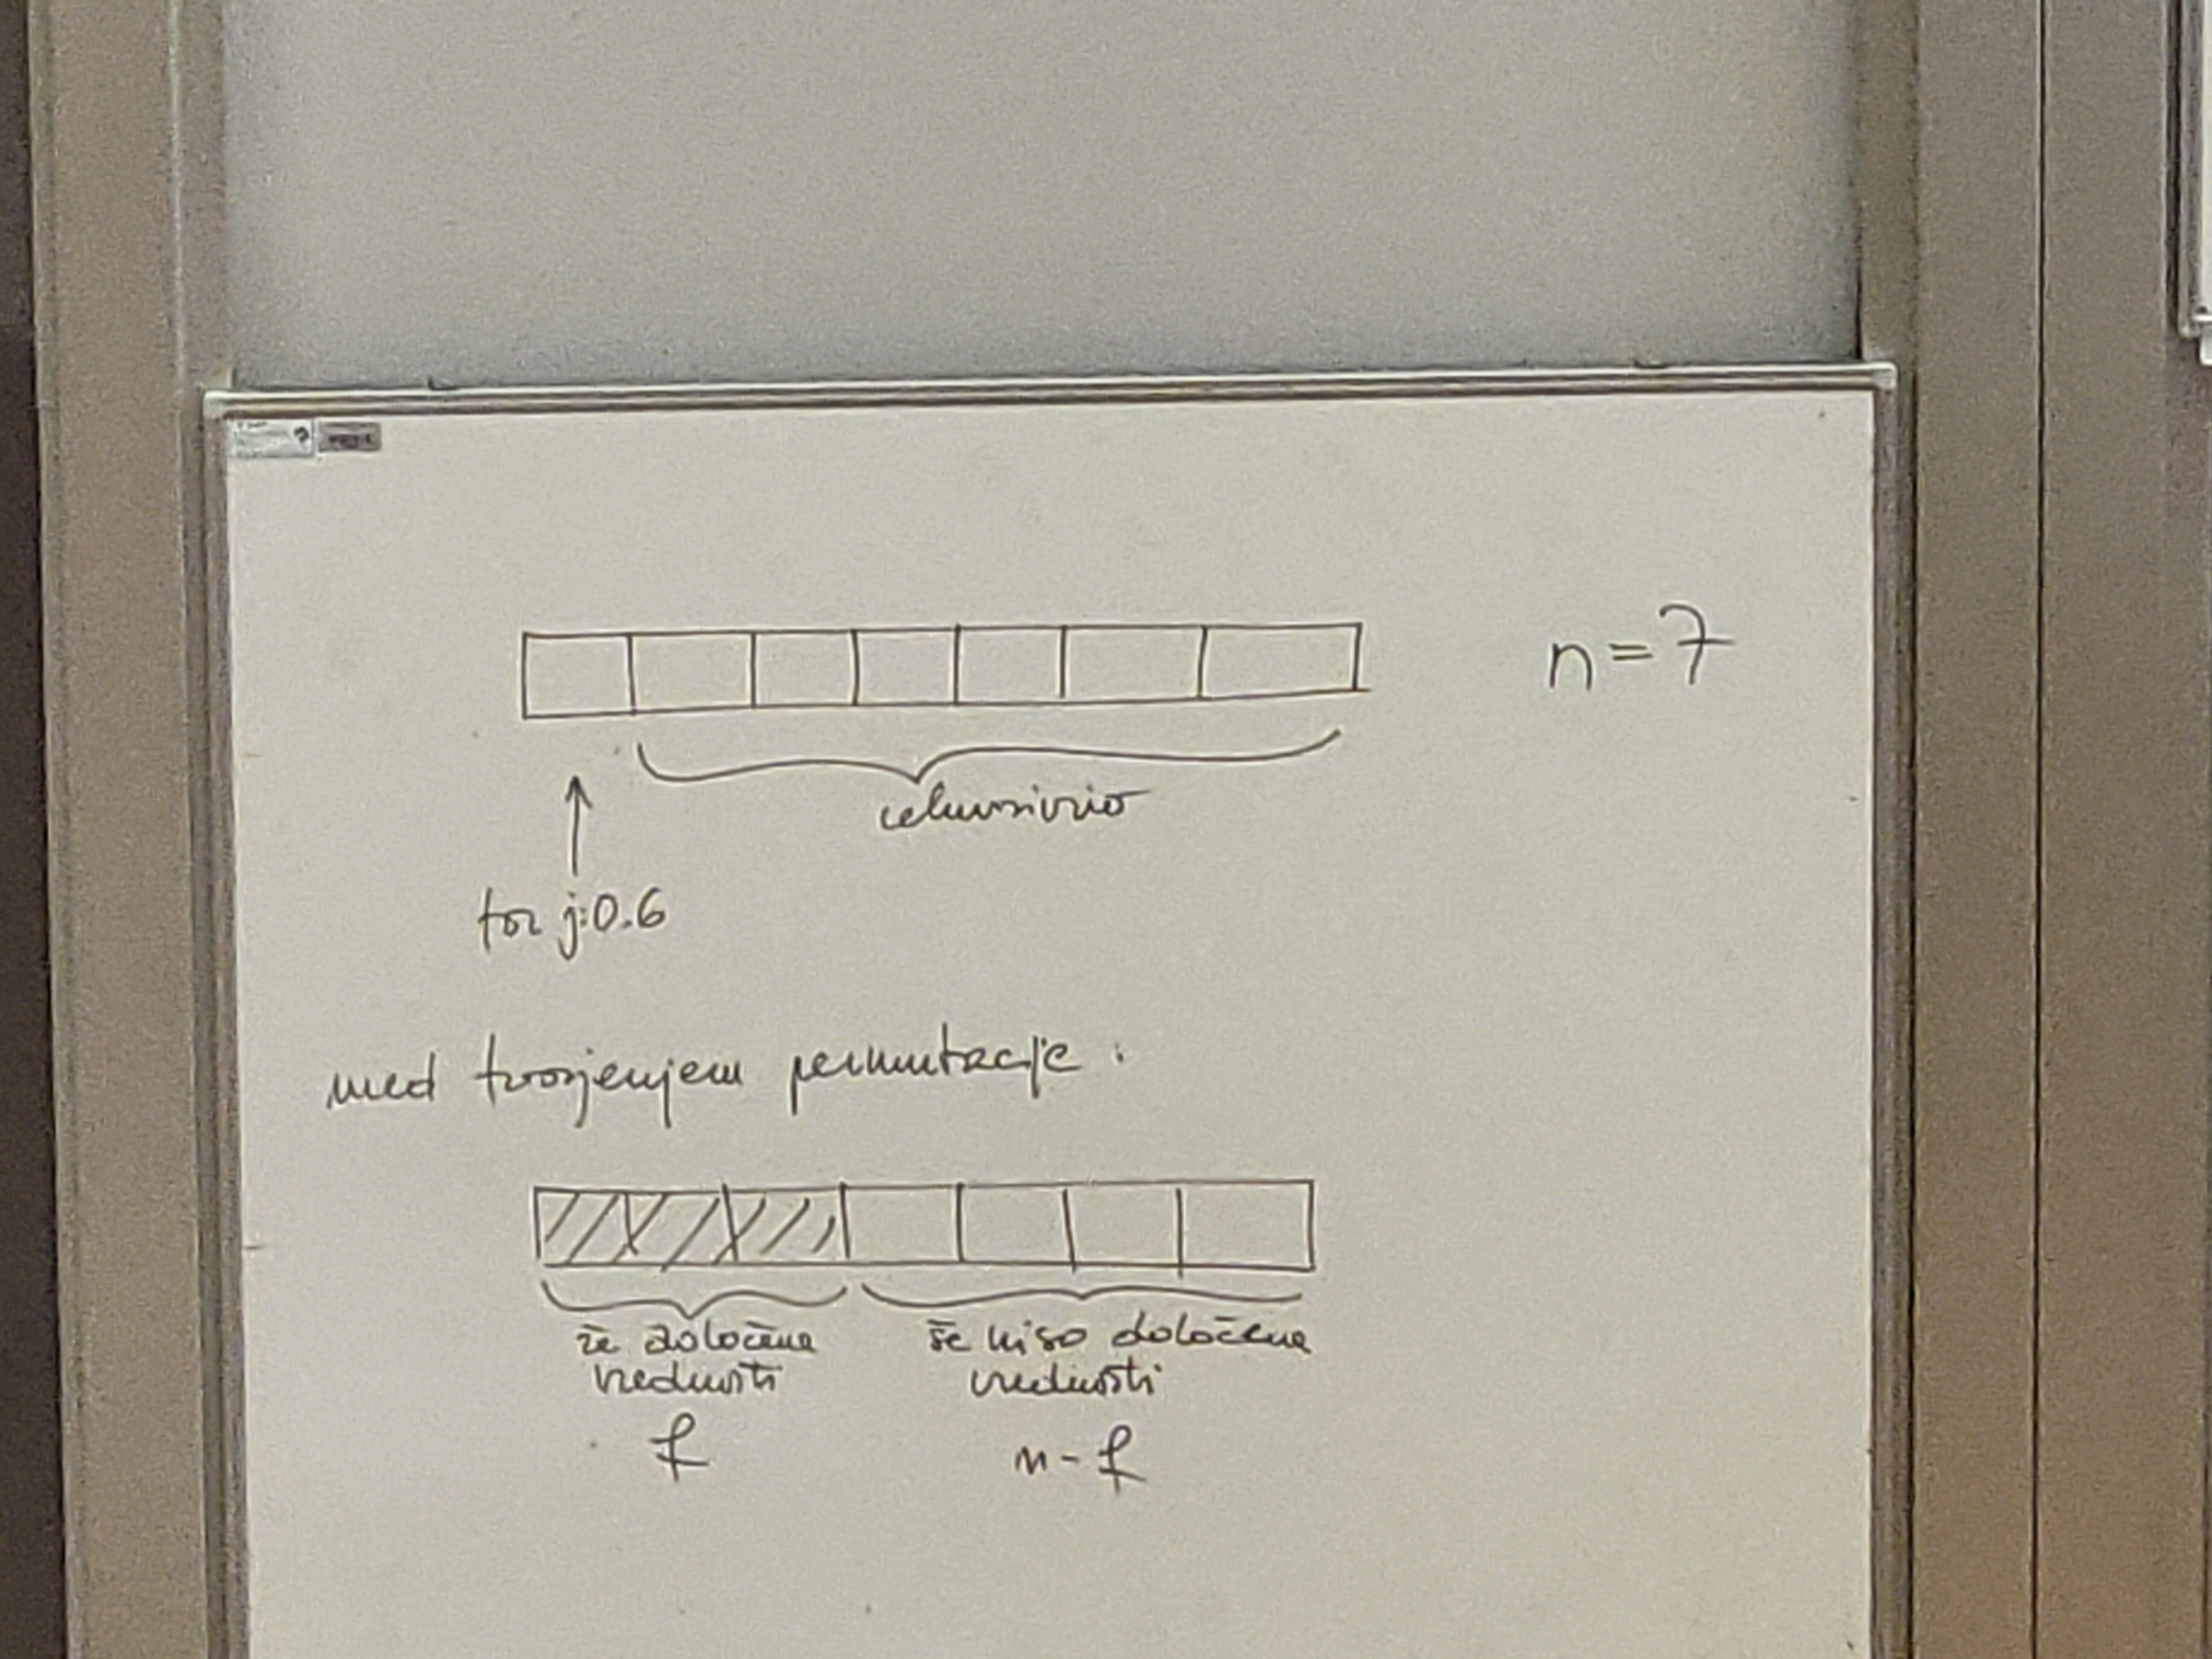 n=7
rekurzivno
for j:0..6
med tvorjenjem permutacije:
že določene
vrednosti
še niso določene
vrednosti
k
n-k